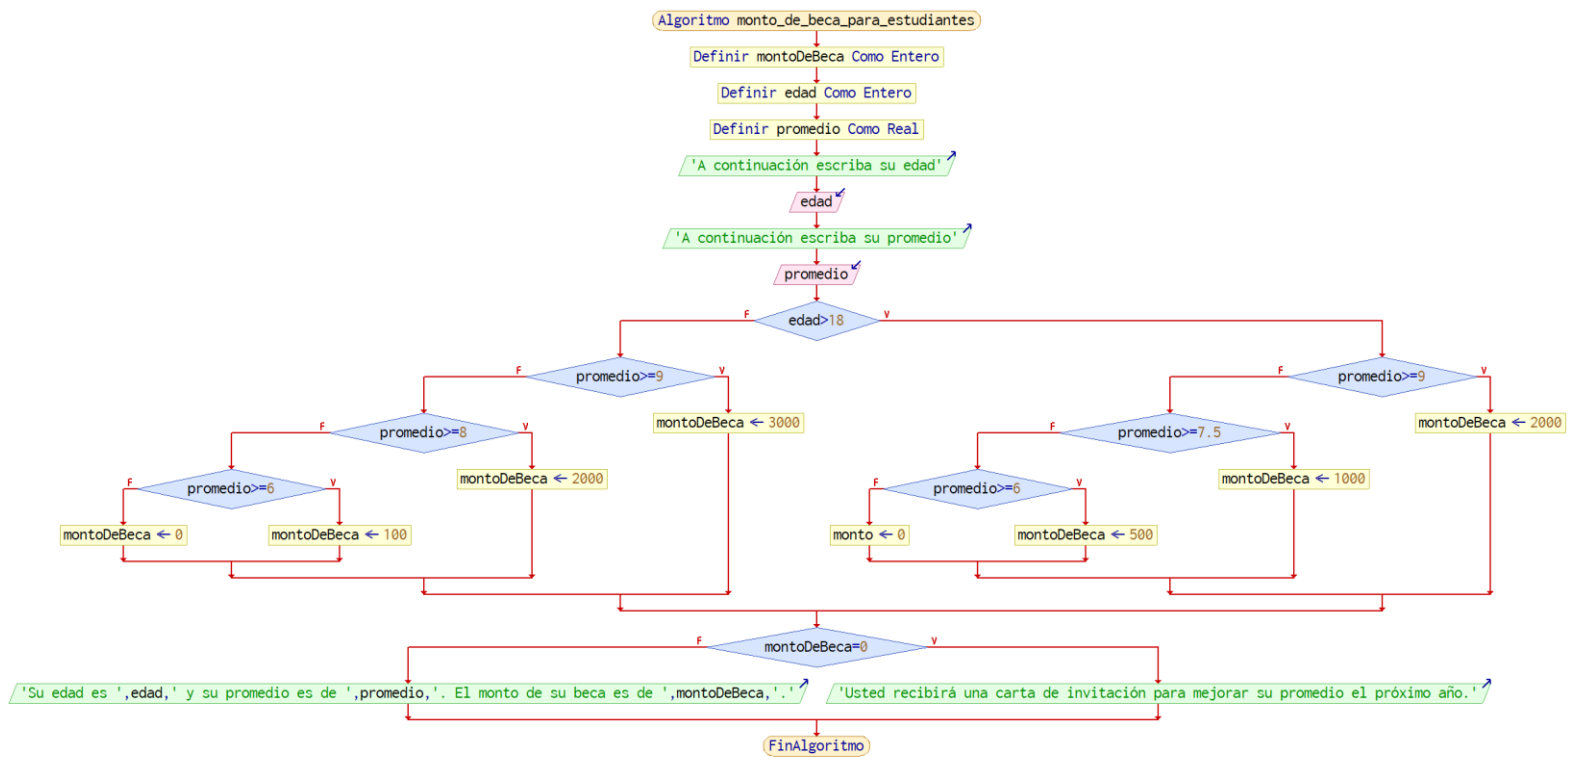 Algoritmo monto_de_beca_para_estudiantes
Definir montoDeBeca Como Entero
Definir edad Como Entero
Definir promedio Como Real
'A continuación escriba su edad'
edad
'A continuación escriba su promedio'
promedio
F edad>18 V
F promedio>=9 V
F promedio>=9 V
montoDeBeca ← 3000
montoDeBeca ← 2000
F promedio>=8 V
F promedio>=7.5 V
montoDeBeca ← 2000
montoDeBeca ← 1000
F promedio>=6 V
F promedio>=6 V
montoDeBeca ← 0
montoDeBeca ← 100
monto ← 0
montoDeBeca ← 500
F montoDeBeca=0 V
'Su edad es ',edad,' y su promedio es de ',promedio,'. El monto de su beca es de ',montoDeBeca,'.'
'Usted recibirá una carta de invitación para mejorar su promedio el próximo año.'
FinAlgoritmo